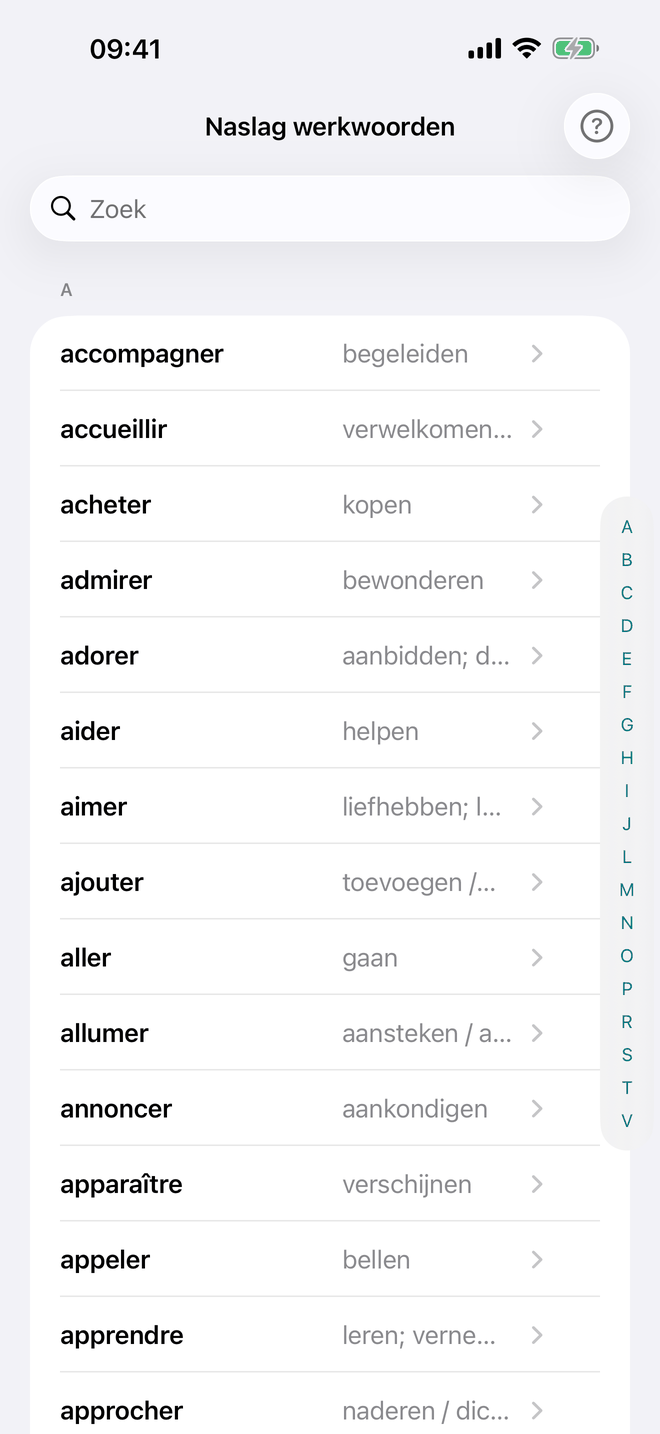 09:41
Naslag werkwoorden
Zoek
A
accompagner begeleiden
accueillir verwelkomen...
acheter kopen
admirer bewonderen
adorer aanbidden; d...
aider helpen
aimer liefhebben; l...
ajouter toevoegen /...
aller gaan
allumer aansteken / a...
annoncer aankondigen
apparaître verschijnen
appeler bellen
apprendre leren; verne...
approcher naderen / dic...
A
B
C
D
E
F
G
H
I
J
L
M
N
O
P
R
S
T
V